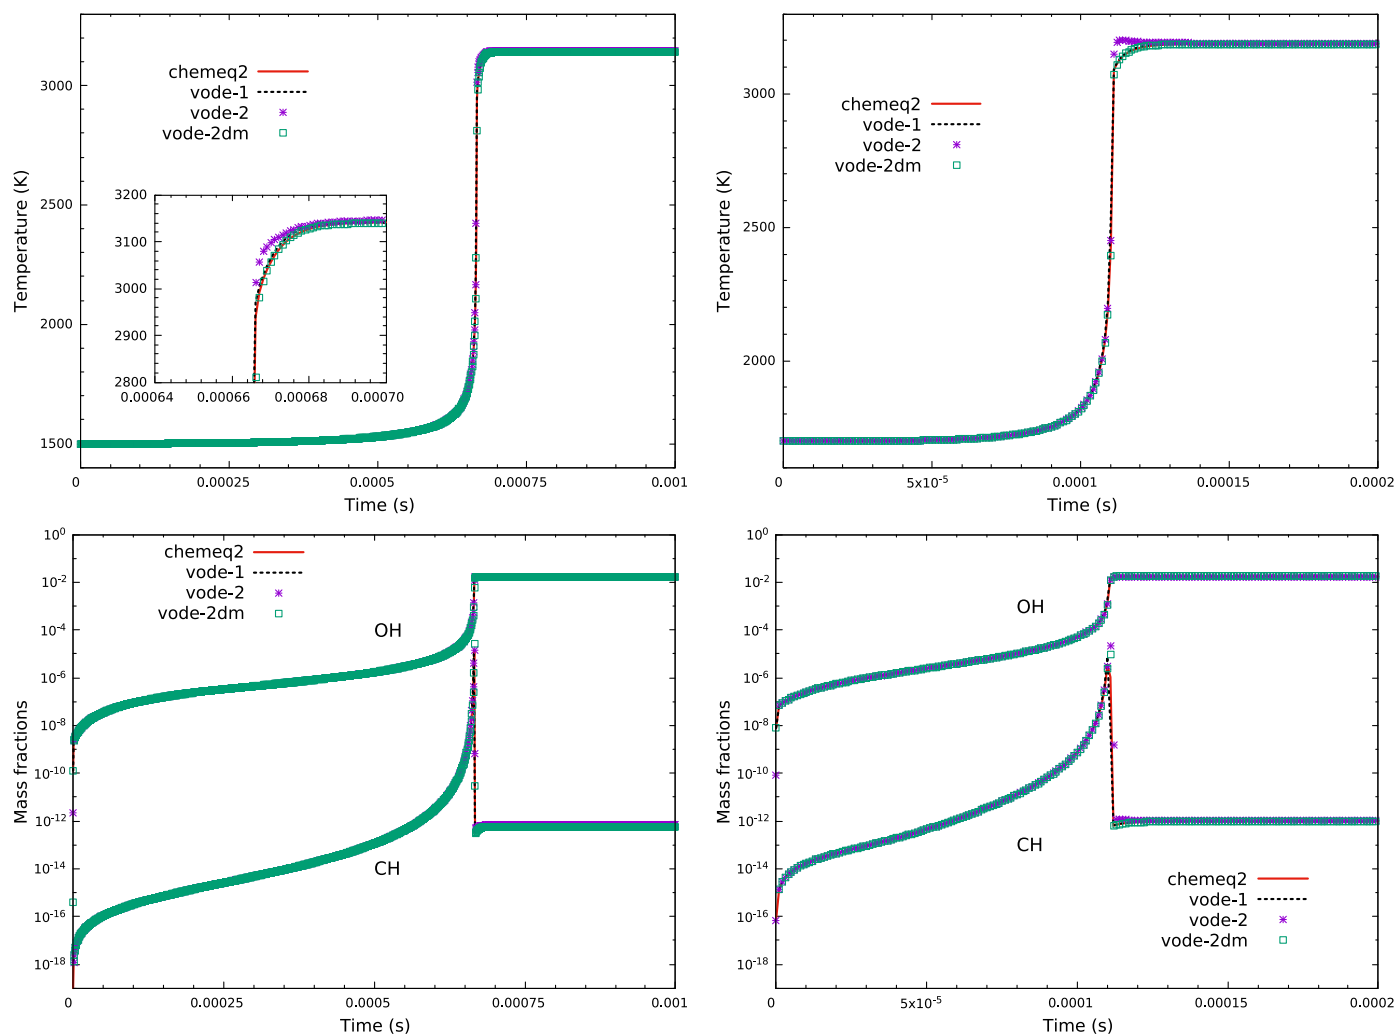 3000
2500
2000
1500
0
0.00025
0.0005
0.00075
0.001
Temperature (K)
Time (s)
chemeq2
vode-1
vode-2
vode-2dm
3200
3100
3000
2900
2800
0.00064
0.00066
0.00068
0.00070
3000
2500
2000
0
5x10-5
0.0001
0.00015
0.0002
Temperature (K)
Time (s)
chemeq2
vode-1
vode-2
vode-2dm
100
10-2
10-4
10-6
10-8
10-10
10-12
10-14
10-16
10-18
0
0.00025
0.0005
0.00075
0.001
Mass fractions
Time (s)
chemeq2
vode-1
vode-2
vode-2dm
OH
CH
100
10-2
10-4
10-6
10-8
10-10
10-12
10-14
10-16
10-18
0
5x10-5
0.0001
0.00015
0.0002
Mass fractions
Time (s)
OH
CH
chemeq2
vode-1
vode-2
vode-2dm